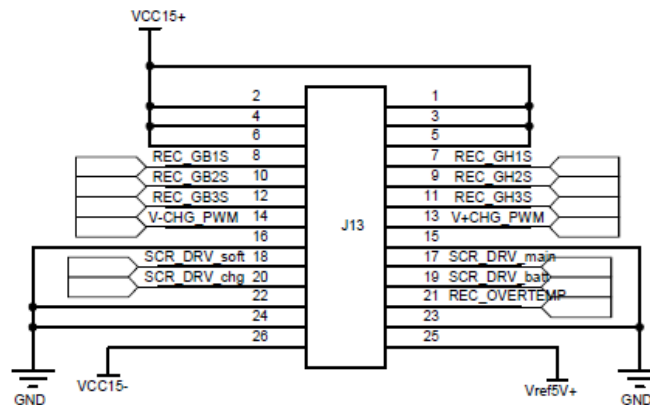 VCC15+
2 1
4 3
6 5
REC_GB1S 8 7 REC_GH1S
REC_GB2S 10 9 REC_GH2S
REC_GB3S 12 11 REC_GH3S
V-CHG_PWM 14 13 V+CHG_PWM
J13
16 15
SCR_DRV_soft 18 17 SCR_DRV_main
SCR_DRV_chg 20 19 SCR_DRV_batt
22 21 REC_OVERTEMP
24 23
26 25
GND VCC15- Vref5V+ GND